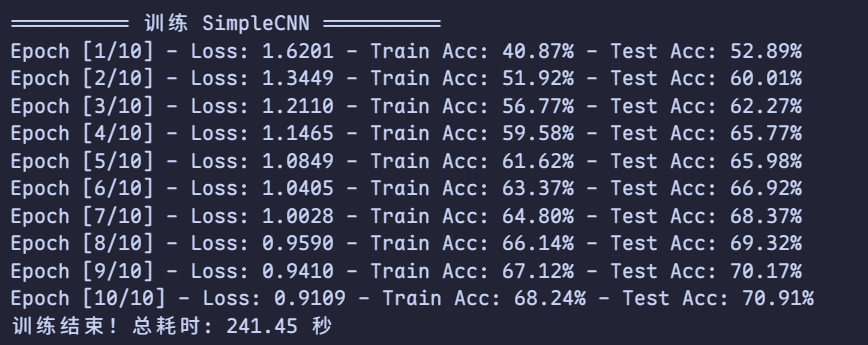 ========== 训练 SimpleCNN ==========
Epoch [1/10] - Loss: 1.6201 - Train Acc: 40.87% - Test Acc: 52.89%
Epoch [2/10] - Loss: 1.3449 - Train Acc: 51.92% - Test Acc: 60.01%
Epoch [3/10] - Loss: 1.2110 - Train Acc: 56.77% - Test Acc: 62.27%
Epoch [4/10] - Loss: 1.1465 - Train Acc: 59.58% - Test Acc: 65.77%
Epoch [5/10] - Loss: 1.0849 - Train Acc: 61.62% - Test Acc: 65.98%
Epoch [6/10] - Loss: 1.0405 - Train Acc: 63.37% - Test Acc: 66.92%
Epoch [7/10] - Loss: 1.0028 - Train Acc: 64.80% - Test Acc: 68.37%
Epoch [8/10] - Loss: 0.9590 - Train Acc: 66.14% - Test Acc: 69.32%
Epoch [9/10] - Loss: 0.9410 - Train Acc: 67.12% - Test Acc: 70.17%
Epoch [10/10] - Loss: 0.9109 - Train Acc: 68.24% - Test Acc: 70.91%
训练结束! 总耗时: 241.45 秒